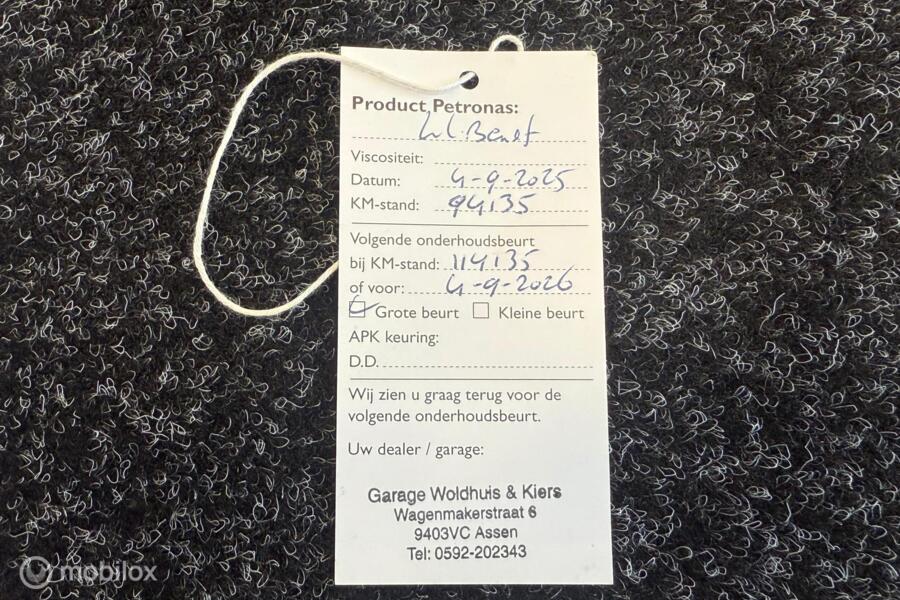 Product Petronas:
Viscositeit:
Datum: 4-9-2025
KM-stand: 94135
Volgende onderhoudsbeurt
bij KM-stand: 114135
of voor: 4-9-2026
Grote beurt Kleine beurt
APK keuring:
D.D.
Wij zien u graag terug voor de
volgende onderhoudsbeurt.
Uw dealer / garage:
Garage Woldhuis & Kiers
Wagenmakerstraat 6
9403VC Assen
Tel: 0592-202343
mobilox